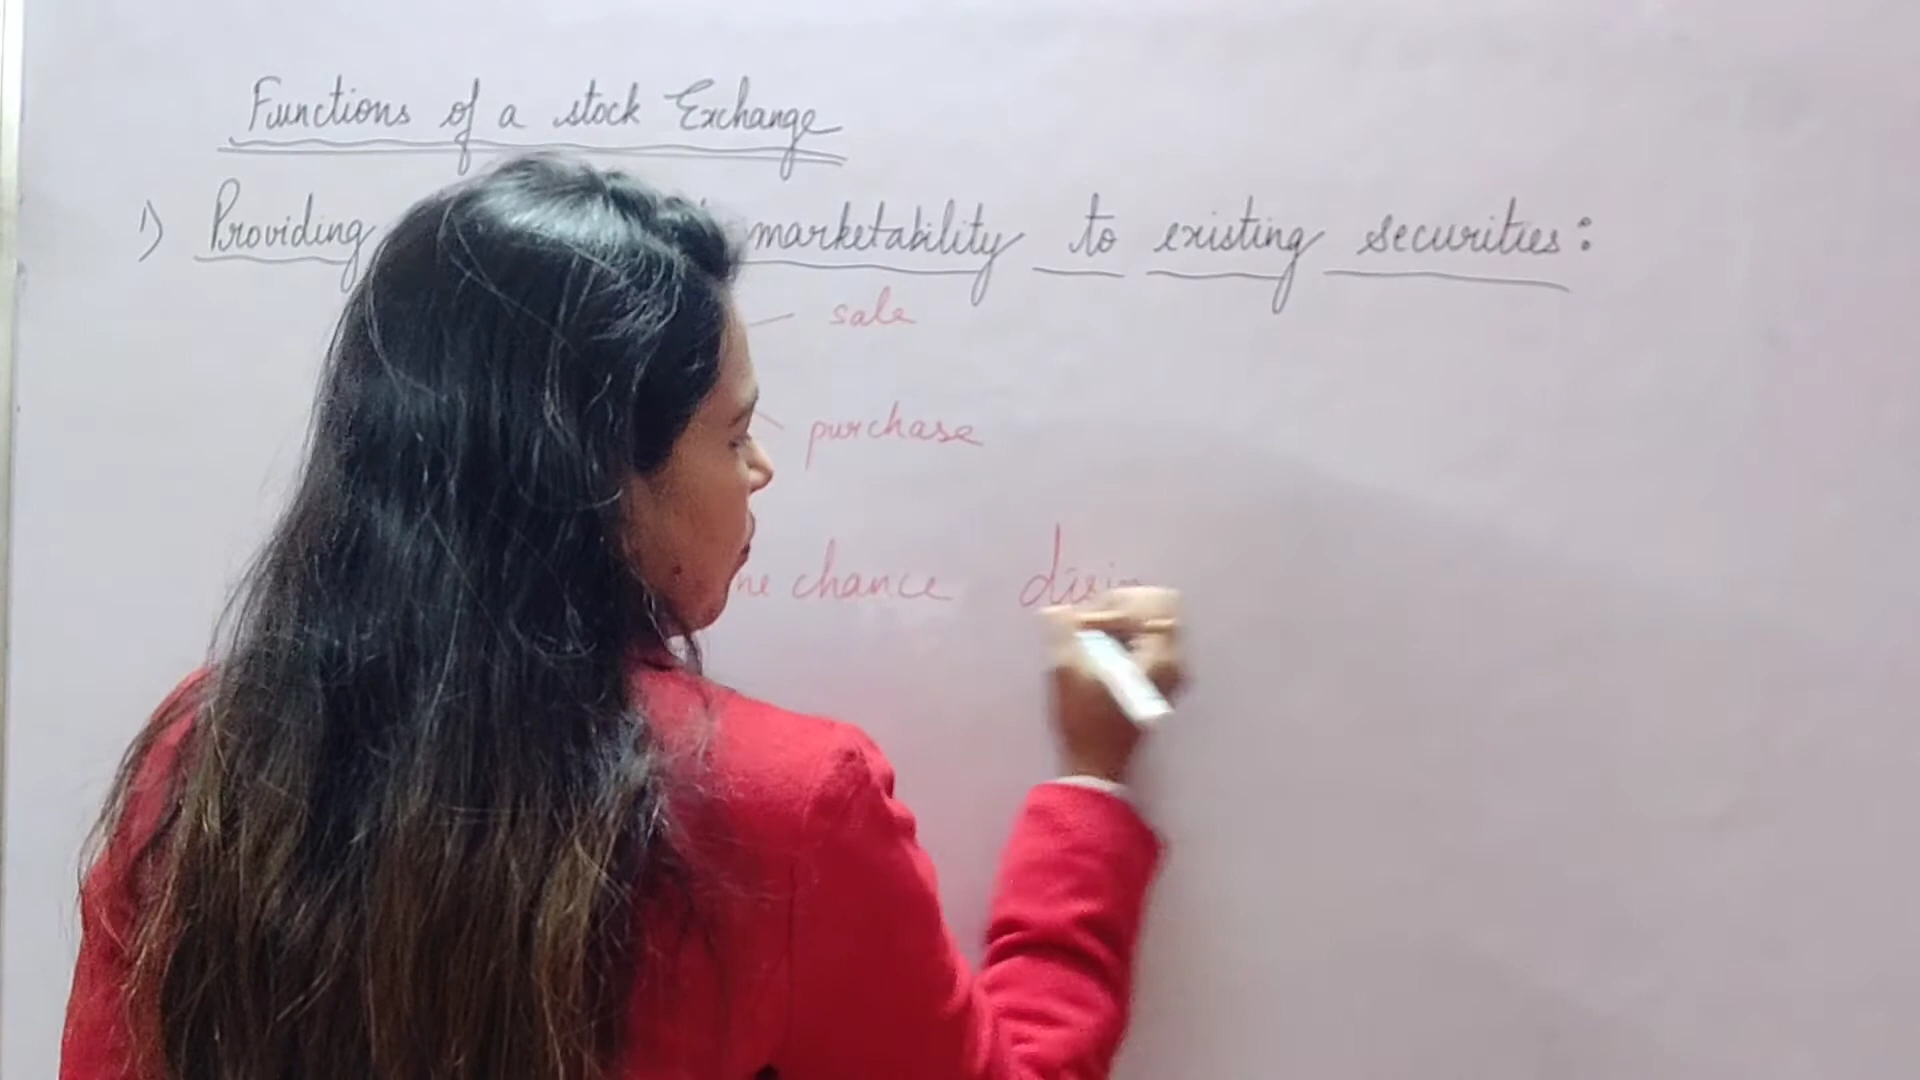 Functions of a stock Exchange
1) Providing marketability to existing securities:
sale
purchase
chance